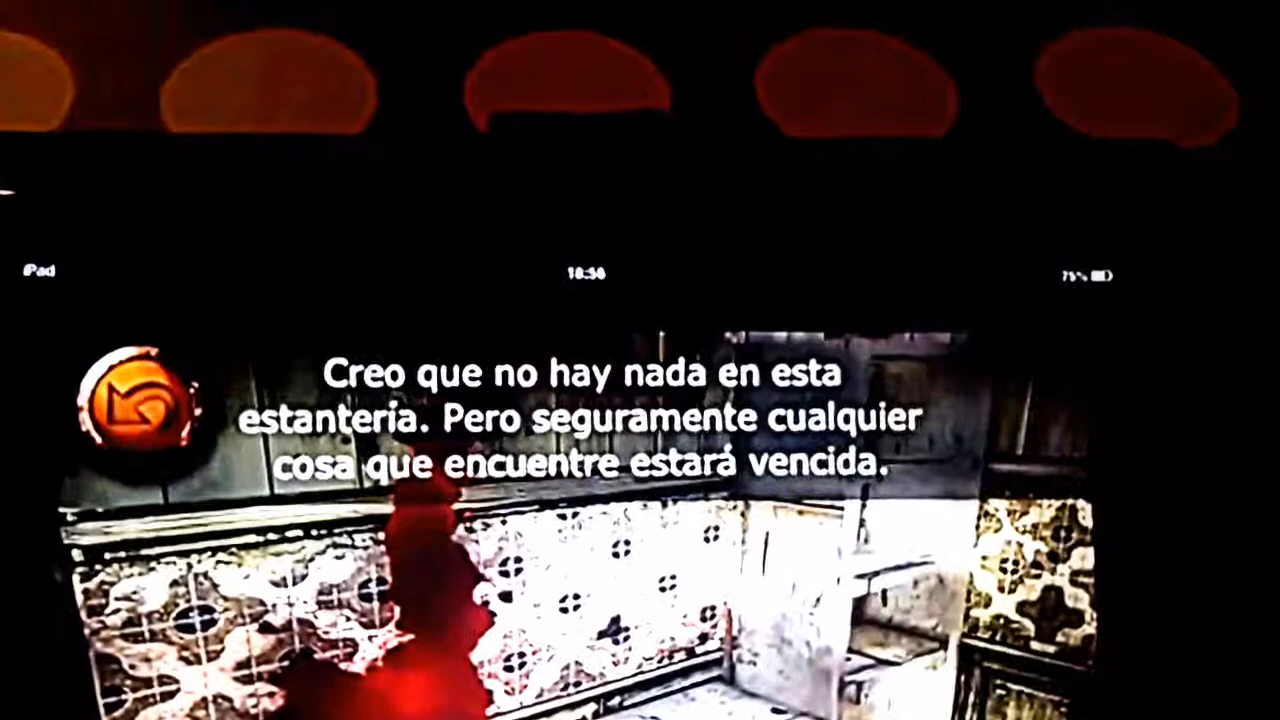 iPad 18:56 75%
Creo que no hay nada en esta
estantería. Pero seguramente cualquier
cosa que encuentre estará vencida.